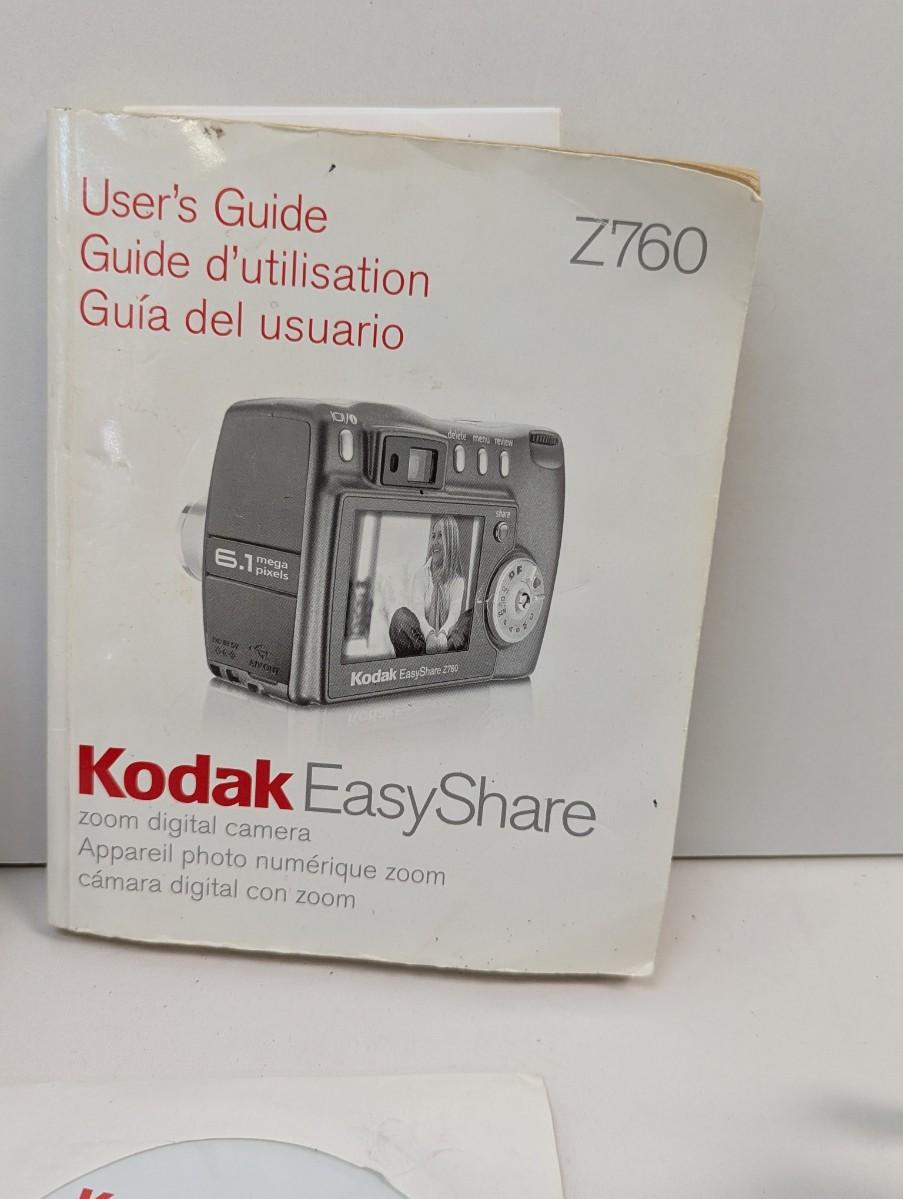 User's Guide
Guide d'utilisation
Guía del usuario
Z760
delete menu review
share
6.1 mega pixels
Kodak EasyShare Z760
Kodak EasyShare
zoom digital camera
Appareil photo numérique zoom
cámara digital con zoom